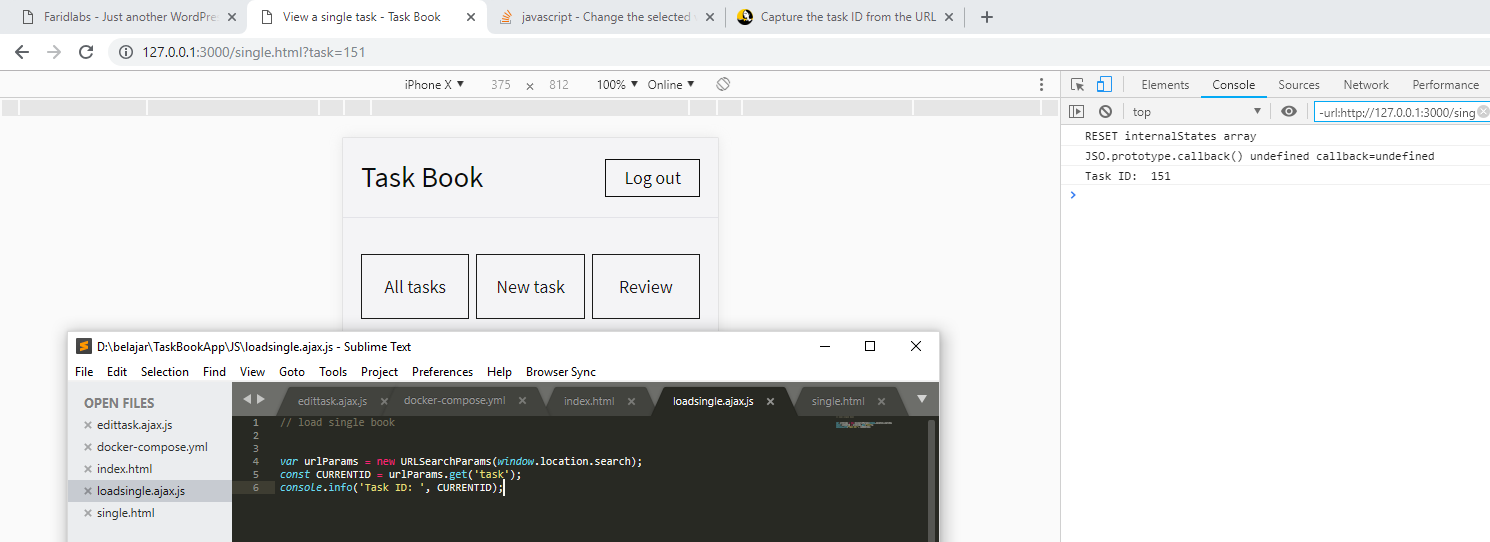 Faridlabs - Just another WordPre
View a single task - Task Book
javascript - Change the selected v
Capture the task ID from the URL
127.0.0.1:3000/single.html?task=151
iPhone X ▼ 375 × 812 100% ▼ Online ▼
Elements Console Sources Network Performance
top
-url:http://127.0.0.1:3000/sing
RESET internalStates array
JSO.prototype.callback() undefined callback=undefined
Task ID:  151
Task Book
Log out
All tasks
New task
Review
D:\belajar\TaskBookApp\JS\loadsingle.ajax.js - Sublime Text
File Edit Selection Find View Goto Tools Project Preferences Help Browser Sync
OPEN FILES
edittask.ajax.js
docker-compose.yml
index.html
loadsingle.ajax.js
single.html
edittask.ajax.js
docker-compose.yml
index.html
loadsingle.ajax.js
single.html
1 // load single book
2
3
4 var urlParams = new URLSearchParams(window.location.search);
5 const CURRENTID = urlParams.get('task');
6 console.info('Task ID: ', CURRENTID);